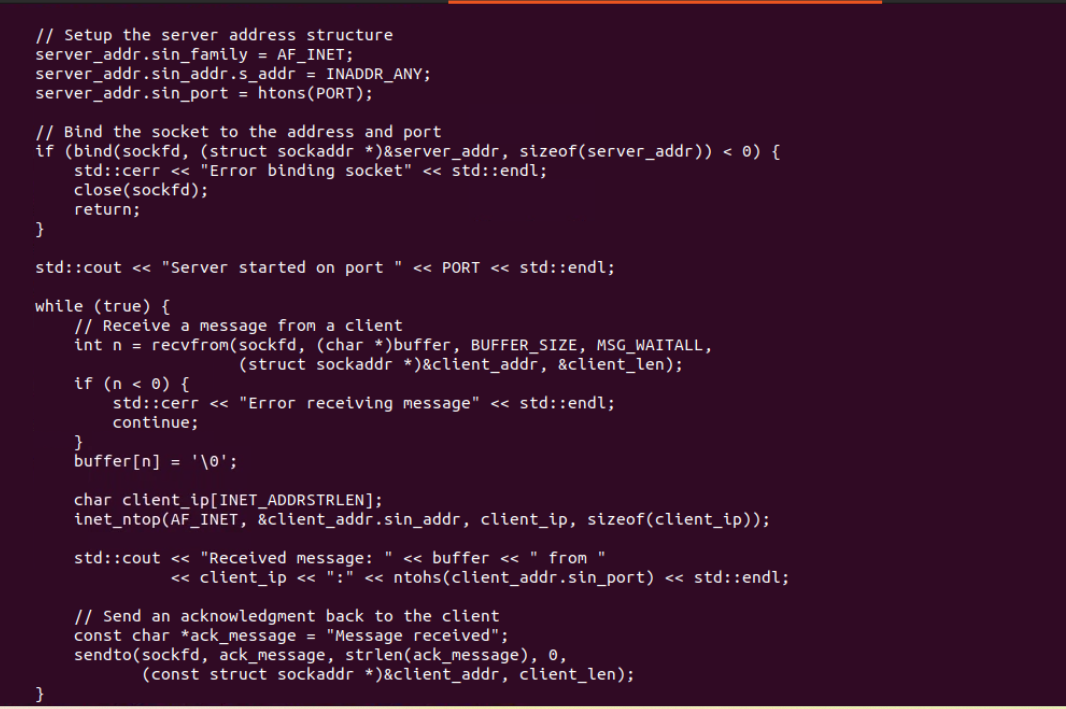 // Setup the server address structure
server_addr.sin_family = AF_INET;
server_addr.sin_addr.s_addr = INADDR_ANY;
server_addr.sin_port = htons(PORT);

// Bind the socket to the address and port
if (bind(sockfd, (struct sockaddr *)&server_addr, sizeof(server_addr)) < 0) {
    std::cerr << "Error binding socket" << std::endl;
    close(sockfd);
    return;
}

std::cout << "Server started on port " << PORT << std::endl;

while (true) {
    // Receive a message from a client
    int n = recvfrom(sockfd, (char *)buffer, BUFFER_SIZE, MSG_WAITALL,
                     (struct sockaddr *)&client_addr, &client_len);
    if (n < 0) {
        std::cerr << "Error receiving message" << std::endl;
        continue;
    }
    buffer[n] = '\0';

    char client_ip[INET_ADDRSTRLEN];
    inet_ntop(AF_INET, &client_addr.sin_addr, client_ip, sizeof(client_ip));

    std::cout << "Received message: " << buffer << " from "
              << client_ip << ":" << ntohs(client_addr.sin_port) << std::endl;

    // Send an acknowledgment back to the client
    const char *ack_message = "Message received";
    sendto(sockfd, ack_message, strlen(ack_message), 0,
           (const struct sockaddr *)&client_addr, client_len);
}